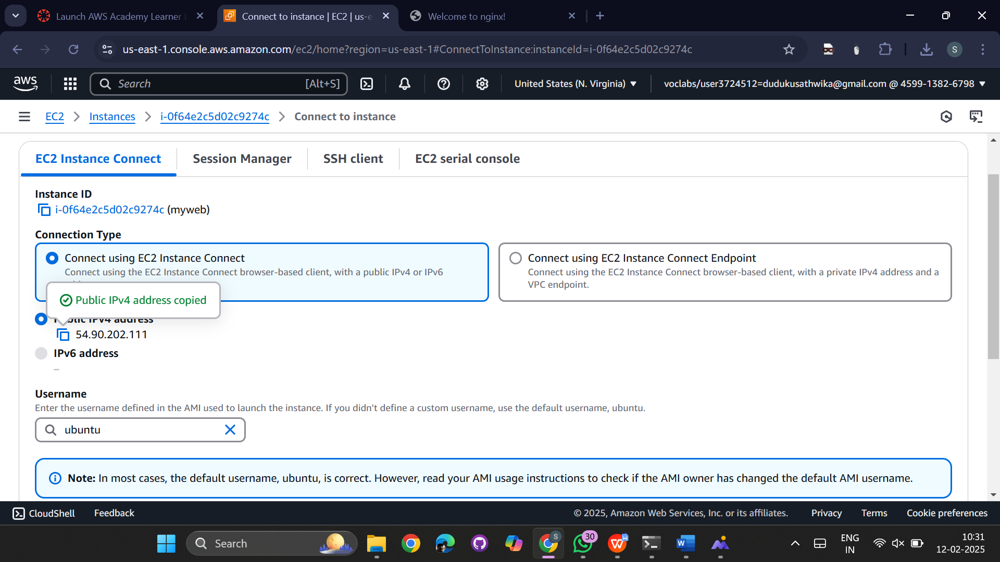 Launch AWS Academy Learner
Connect to instance | EC2 | us-e
Welcome to nginx!
us-east-1.console.aws.amazon.com/ec2/home?region=us-east-1#ConnectToInstance:instanceId=i-0f64e2c5d02c9274c
S
aws
Search
[Alt+S]
United States (N. Virginia)
voclabs/user3724512=dudukusathwika@gmail.com @ 4599-1382-6798
EC2
Instances
i-0f64e2c5d02c9274c
Connect to instance
EC2 Instance Connect
Session Manager
SSH client
EC2 serial console
Instance ID
i-0f64e2c5d02c9274c (myweb)
Connection Type
Connect using EC2 Instance Connect
Connect using the EC2 Instance Connect browser-based client, with a public IPv4 or IPv6
Connect using EC2 Instance Connect Endpoint
Connect using the EC2 Instance Connect browser-based client, with a private IPv4 address and a
VPC endpoint.
Public IPv4 address copied
Public IPv4 address
54.90.202.111
IPv6 address
–
Username
Enter the username defined in the AMI used to launch the instance. If you didn't define a custom username, use the default username, ubuntu.
ubuntu
Note: In most cases, the default username, ubuntu, is correct. However, read your AMI usage instructions to check if the AMI owner has changed the default AMI username.
CloudShell
Feedback
© 2025, Amazon Web Services, Inc. or its affiliates.
Privacy
Terms
Cookie preferences
Search
S
30
W
W
ENG
IN
10:31
12-02-2025